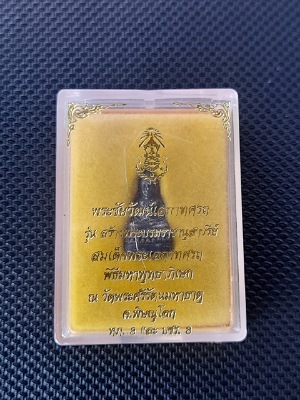 พระชัยวัฒน์เอกาทศรถ
รุ่น สร้างพระบรมราชานุสาวรีย์
สมเด็จพระเอกาทศรถ
พิธีมหาพุทธาภิเษก
ณ วัดพระศรีรัตนมหาธาตุ
จ.พิษณุโลก